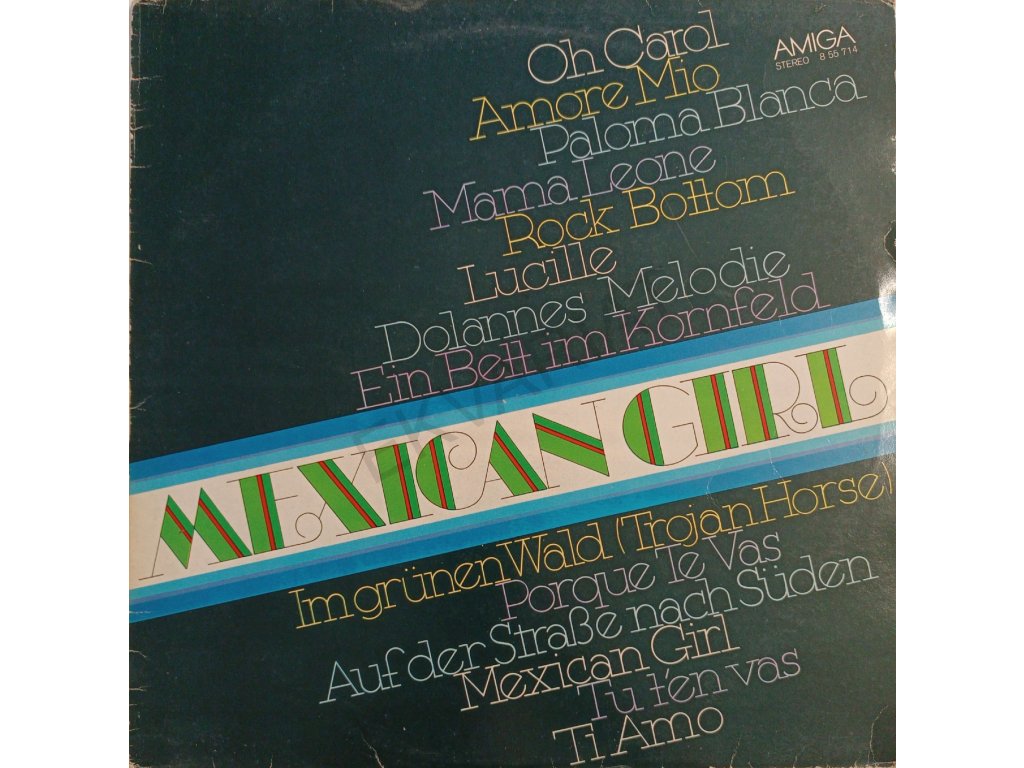 AMIGA
STEREO 8 55 714
Oh Carol
Amore Mio
Paloma Blanca
Mama Leone
Rock Bottom
Lucille
Dolannes Melodie
Ein Bett im Kornfeld
MEXICAN GIRL
Im grünen Wald (Trojan Horse)
Porque Te Vas
Auf der Straße nach Süden
Mexican Girl
Tu t'en vas
Ti Amo